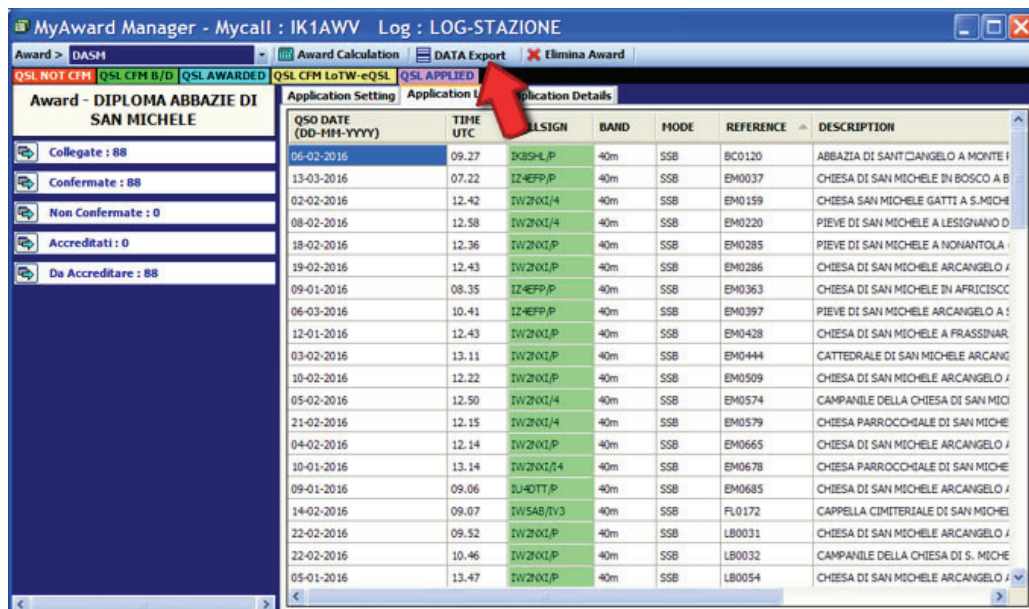 MyAward Manager - Mycall : IK1AWV Log : LOG-STAZIONE
Award > DASM Award Calculation DATA Export Elimina Award
QSL NOT CFM QSL CFM B/D QSL AWARDED QSL CFM LoTW-eQSL QSL APPLIED
Award - DIPLOMA ABBAZIE DI
SAN MICHELE
Collegate : 88
Confermate : 88
Non Confermate : 0
Accreditati : 0
Da Accreditare : 88
Application Setting Application Application Details
QSO DATE (DD-MM-YYYY) TIME UTC CALLSIGN BAND MODE REFERENCE DESCRIPTION
06-02-2016 09.27 IK8SHL/P 40m SSB BC0120 ABBAZIA DI SANT□ANGELO A MONTE
13-03-2016 07.22 IZ4EFP/P 40m SSB EM0037 CHIESA DI SAN MICHELE IN BOSCO A B
02-02-2016 12.42 IW2NXI/4 40m SSB EM0159 CHIESA SAN MICHELE GATTI A S.MICHE
08-02-2016 12.58 IW2NXI/4 40m SSB EM0220 PIEVE DI SAN MICHELE A LESIGNANO D
18-02-2016 12.36 IW2NXI/P 40m SSB EM0285 PIEVE DI SAN MICHELE A NONANTOLA
19-02-2016 12.43 IW2NXI/P 40m SSB EM0286 CHIESA DI SAN MICHELE ARCANGELO A
09-01-2016 08.35 IZ4EFP/P 40m SSB EM0363 CHIESA DI SAN MICHELE IN AFRICISCO
06-03-2016 10.41 IZ4EFP/P 40m SSB EM0397 PIEVE DI SAN MICHELE ARCANGELO A
12-01-2016 12.43 IW2NXI/P 40m SSB EM0428 CHIESA DI SAN MICHELE A FRASSINAR
03-02-2016 13.11 IW2NXI/P 40m SSB EM0444 CATTEDRALE DI SAN MICHELE ARCANG
10-02-2016 12.22 IW2NXI/P 40m SSB EM0509 CHIESA DI SAN MICHELE ARCANGELO A
05-02-2016 12.50 IW2NXI/4 40m SSB EM0574 CAMPANILE DELLA CHIESA DI SAN MICH
21-02-2016 12.15 IW2NXI/4 40m SSB EM0579 CHIESA PARROCCHIALE DI SAN MICHE
04-02-2016 12.14 IW2NXI/P 40m SSB EM0665 CHIESA DI SAN MICHELE ARCANGELO A
10-01-2016 13.14 IW2NXI/I4 40m SSB EM0678 CHIESA PARROCCHIALE DI SAN MICHE
09-01-2016 09.06 IU4DTT/P 40m SSB EM0685 CHIESA DI SAN MICHELE ARCANGELO A
14-02-2016 09.07 IW5AB/IV3 40m SSB FL0172 CAPPELLA CIMITERIALE DI SAN MICHEL
22-02-2016 09.52 IW2NXI/P 40m SSB LB0031 CHIESA DI SAN MICHELE ARCANGELO A
22-02-2016 10.46 IW2NXI/P 40m SSB LB0032 CAMPANILE DELLA CHIESA DI S. MICHE
05-01-2016 13.47 IW2NXI/P 40m SSB LB0054 CHIESA DI SAN MICHELE ARCANGELO A